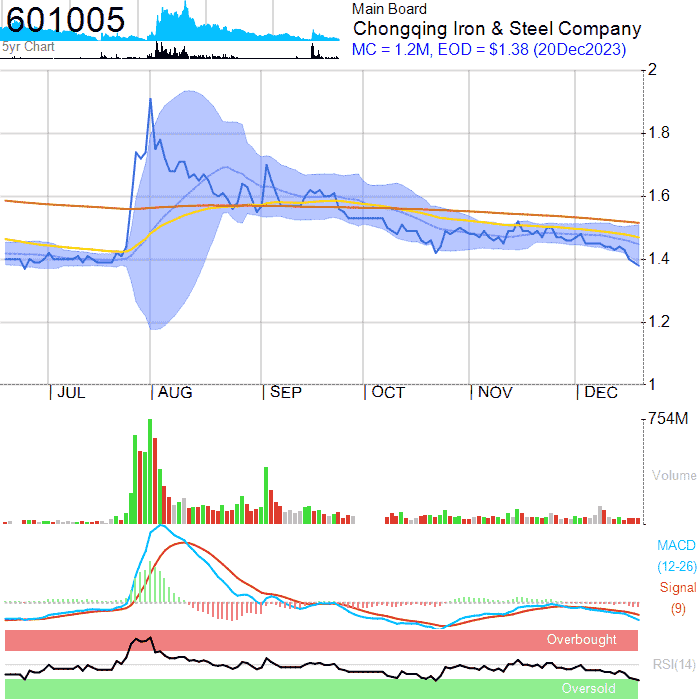 601005
5yr Chart
Main Board
Chongqing Iron & Steel Company
MC = 1.2M, EOD = $1.38 (20Dec2023)
2
1.8
1.6
1.4
1.2
1
JUL
AUG
SEP
OCT
NOV
DEC
754M
Volume
MACD
(12-26)
Signal
(9)
Overbought
RSI(14)
Oversold